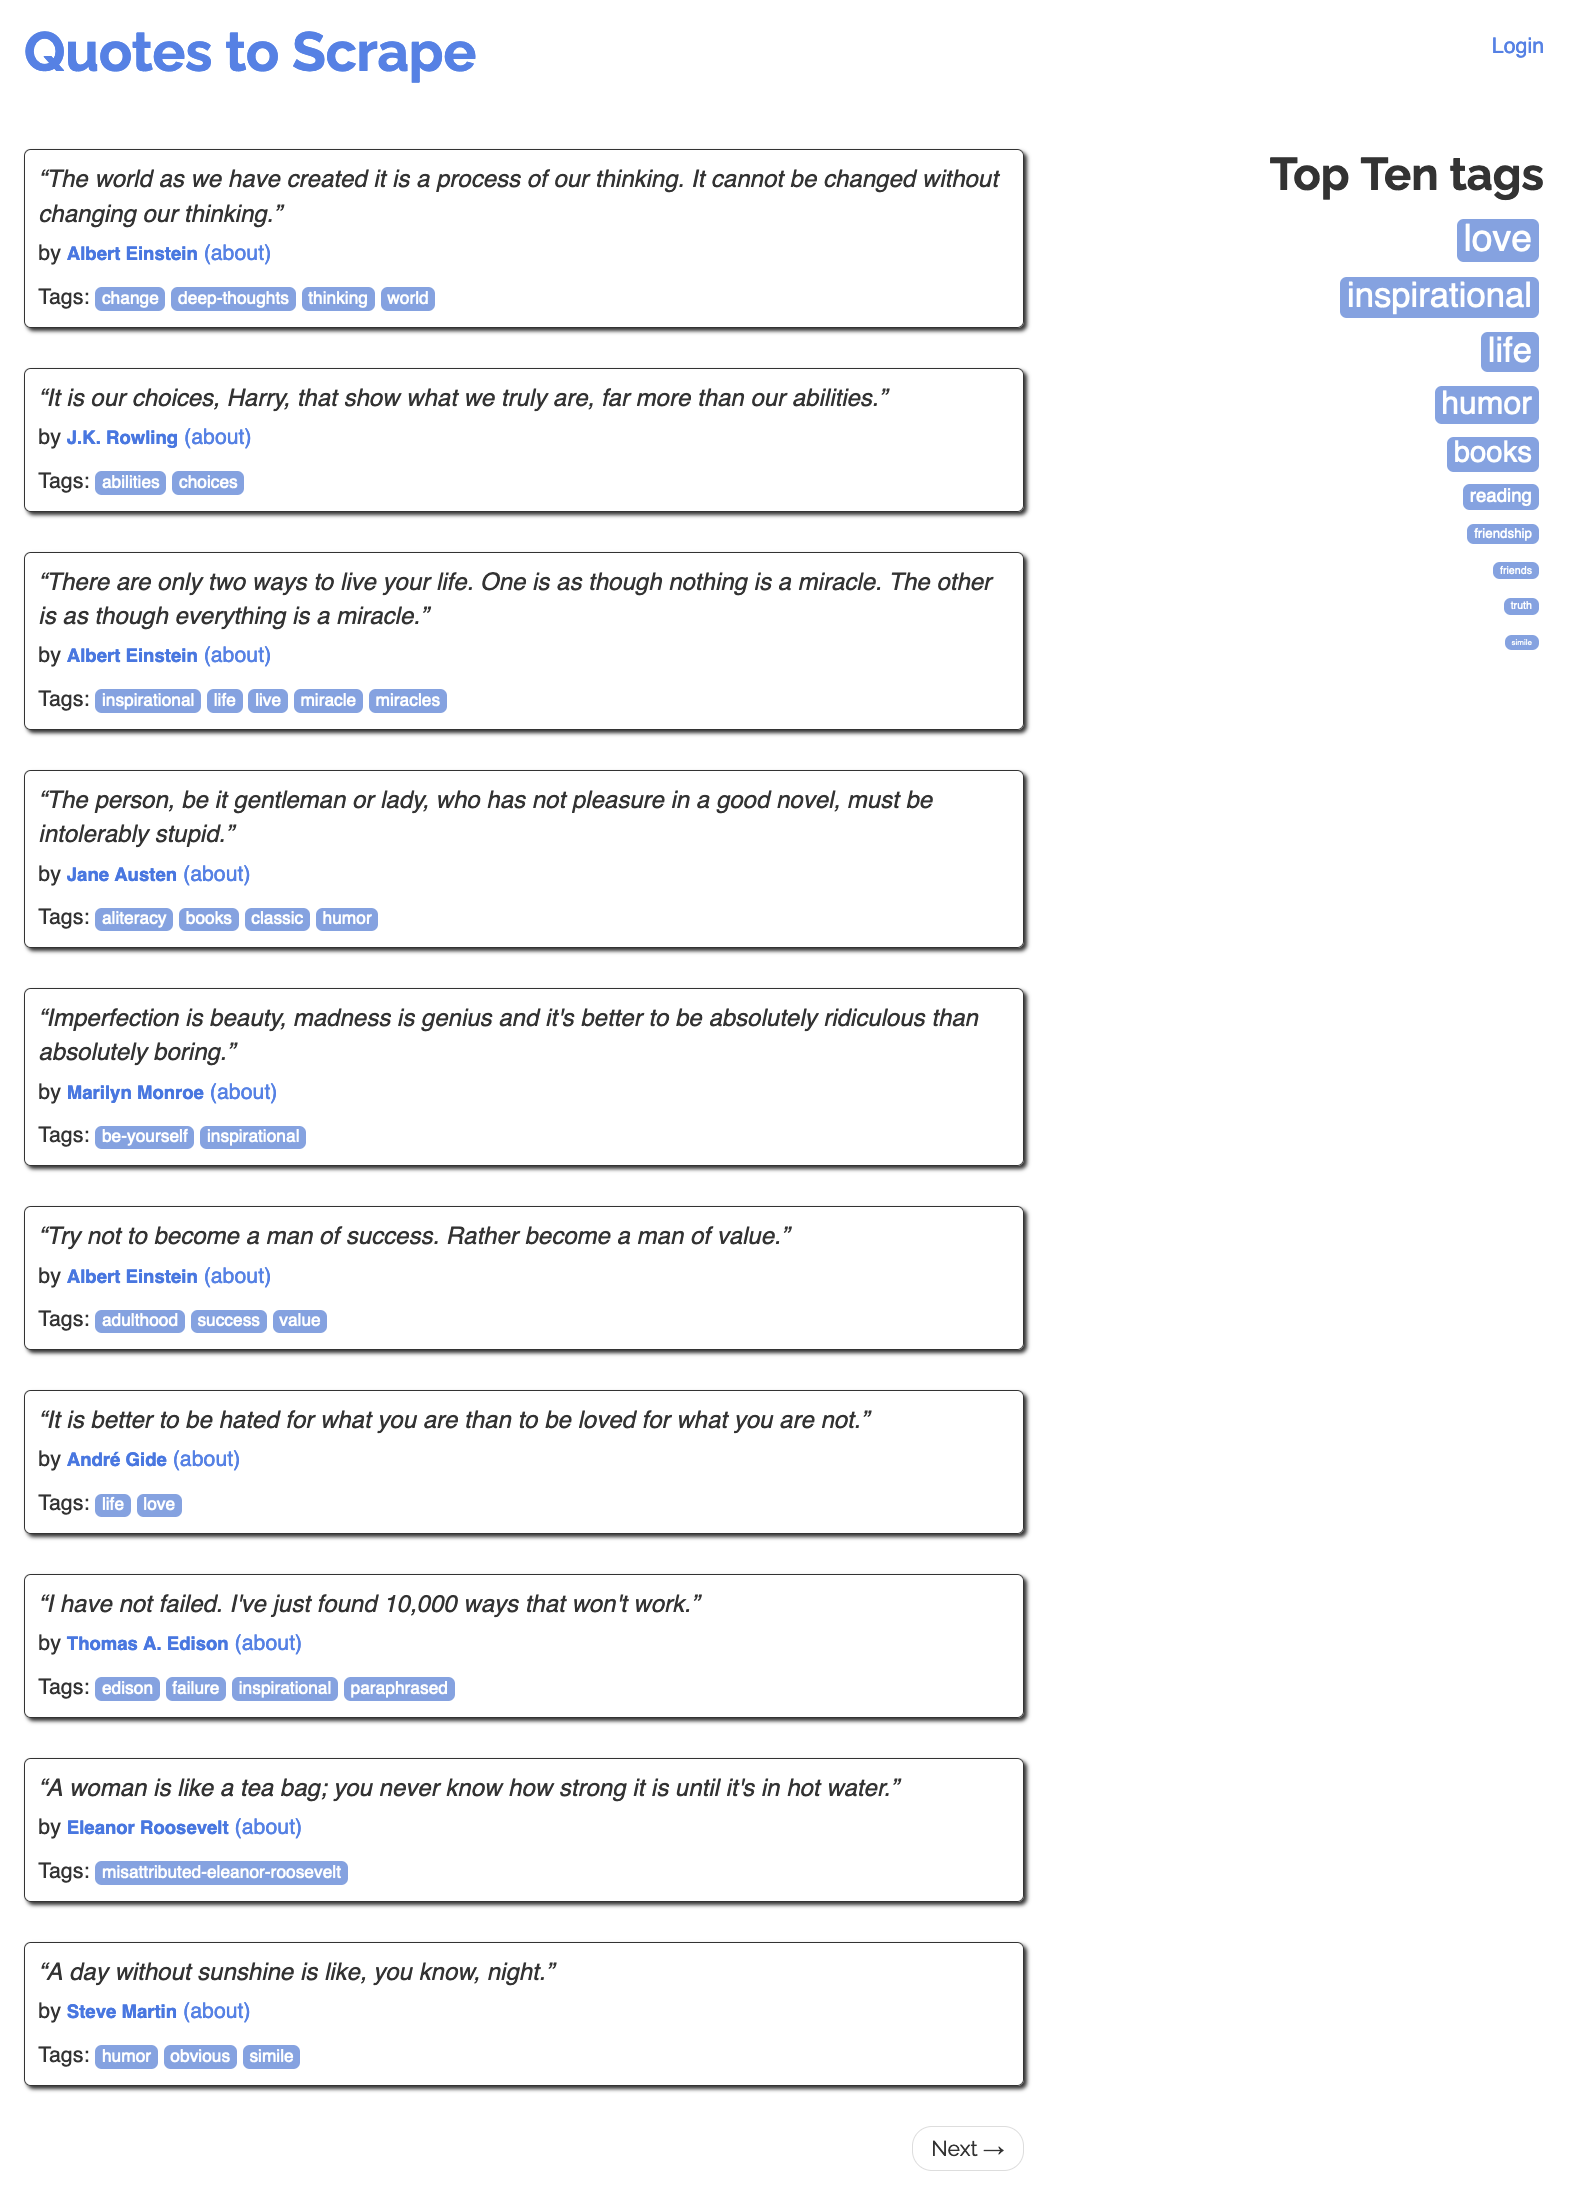 Quotes to Scrape
Login
“The world as we have created it is a process of our thinking. It cannot be changed without
changing our thinking.”
by Albert Einstein (about)
Tags: change deep-thoughts thinking world
“It is our choices, Harry, that show what we truly are, far more than our abilities.”
by J.K. Rowling (about)
Tags: abilities choices
“There are only two ways to live your life. One is as though nothing is a miracle. The other
is as though everything is a miracle.”
by Albert Einstein (about)
Tags: inspirational life live miracle miracles
“The person, be it gentleman or lady, who has not pleasure in a good novel, must be
intolerably stupid.”
by Jane Austen (about)
Tags: aliteracy books classic humor
“Imperfection is beauty, madness is genius and it's better to be absolutely ridiculous than
absolutely boring.”
by Marilyn Monroe (about)
Tags: be-yourself inspirational
“Try not to become a man of success. Rather become a man of value.”
by Albert Einstein (about)
Tags: adulthood success value
“It is better to be hated for what you are than to be loved for what you are not.”
by André Gide (about)
Tags: life love
“I have not failed. I've just found 10,000 ways that won't work.”
by Thomas A. Edison (about)
Tags: edison failure inspirational paraphrased
“A woman is like a tea bag; you never know how strong it is until it's in hot water.”
by Eleanor Roosevelt (about)
Tags: misattributed-eleanor-roosevelt
“A day without sunshine is like, you know, night.”
by Steve Martin (about)
Tags: humor obvious simile
Next →
Top Ten tags
love
inspirational
life
humor
books
reading
friendship
friends
truth
simile